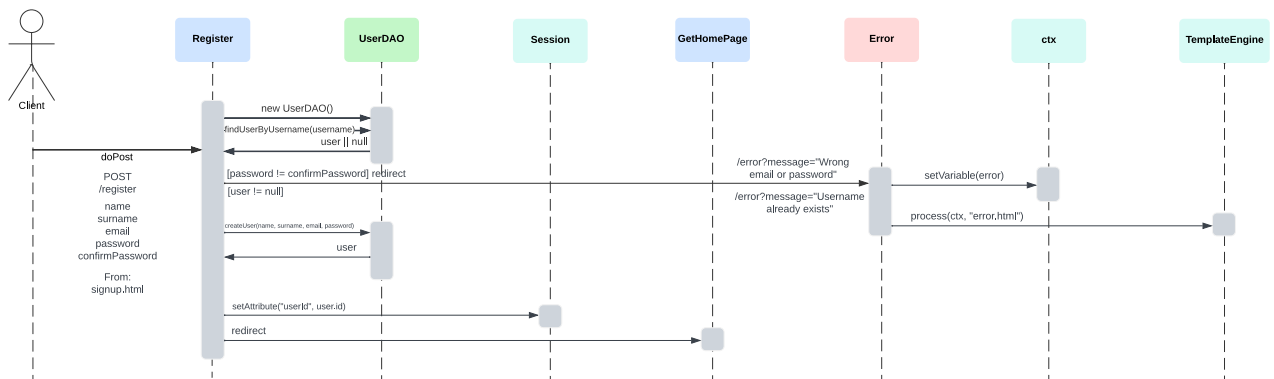 Register
UserDAO
Session
GetHomePage
Error
ctx
TemplateEngine
Client
new UserDAO()
findUserByUsername(username)
user || null
doPost
POST
/register
name
surname
email
password
confirmPassword
From:
signup.html
[password != confirmPassword] redirect
[user != null]
/error?message="Wrong
email or password"
/error?message="Username
already exists"
setVariable(error)
process(ctx, "error.html")
createUser(name, surname, email, password)
user
setAttribute("userId", user.id)
redirect